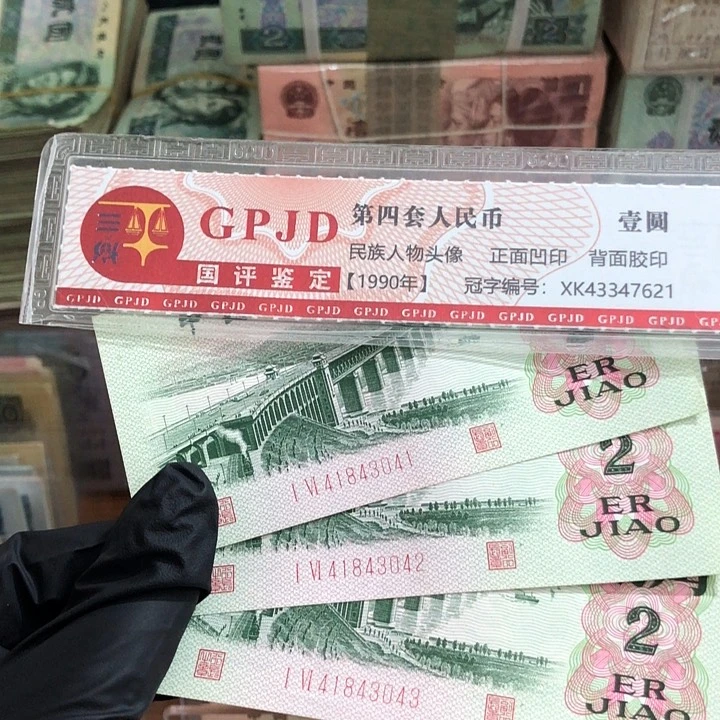 GPJD
国评鉴定
第四套人民币 壹圆
民族人物头像 正面凹印 背面胶印
【1990年】 冠字编号: XK43347621
GPJD GPJD GPJD GPJD GPJD GPJD GPJD GPJD GPJD GPJD GPJD GPJD GPJD
ER
JIAO
I VI 41843041
2
ER
JIAO
I VI 41843042
2
ER
JIAO
I VI 41843043